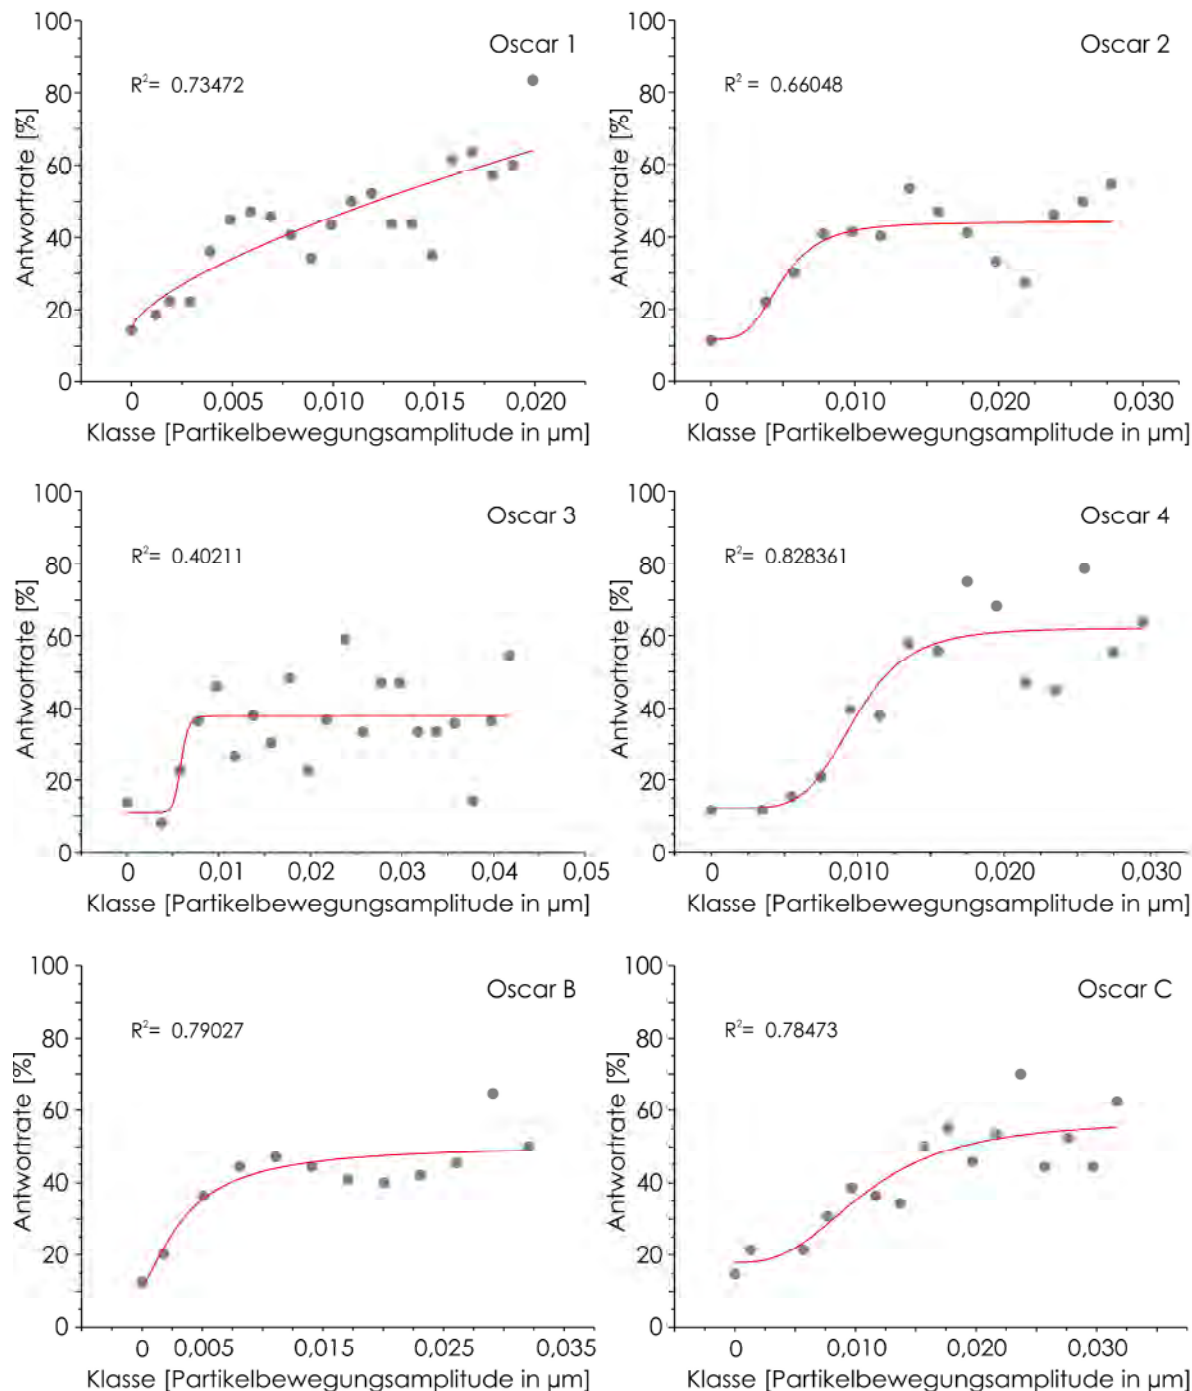 100
80
60
40
20
0
Antwortrate [%]
Oscar 1
R²= 0.73472
0 0,005 0,010 0,015 0,020
Klasse [Partikelbewegungsamplitude in µm]
100
80
60
40
20
0
Antwortrate [%]
Oscar 2
R² = 0.66048
0 0,010 0,020 0,030
Klasse [Partikelbewegungsamplitude in µm]
100
80
60
40
20
0
Antwortrate [%]
Oscar 3
R²= 0.40211
0 0,01 0,02 0,03 0,04 0,05
Klasse [Partikelbewegungsamplitude in µm]
100
80
60
40
20
0
Antwortrate [%]
Oscar 4
R²= 0.828361
0 0,010 0,020 0,030
Klasse [Partikelbewegungsamplitude in µm]
100
80
60
40
20
0
Antwortrate [%]
Oscar B
R²= 0.79027
0 0,005 0,015 0,025 0,035
Klasse [Partikelbewegungsamplitude in µm]
100
80
60
40
20
0
Antwortrate [%]
Oscar C
R²= 0.78473
0 0,010 0,020 0,030
Klasse [Partikelbewegungsamplitude in µm]